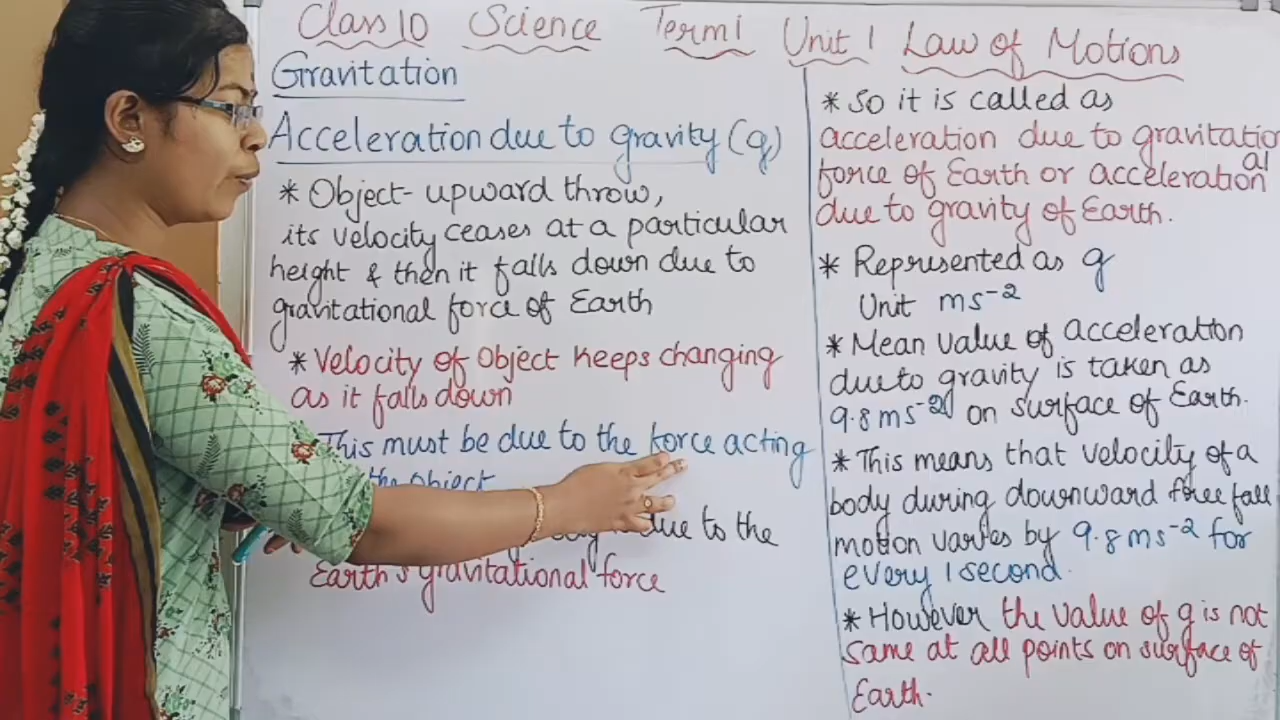 Class 10 Science Term 1 Unit 1 Law of Motions
Gravitation
Acceleration due to gravity (g)
* Object - upward throw,
its velocity ceases at a particular
height & then it falls down due to
gravitational force of Earth
* Velocity of Object keeps changing
as it falls down
This must be due to the force acting
the object
due to the
Earth's gravitational force
* So it is called as
acceleration due to gravitational
force of Earth or acceleration
due to gravity of Earth.
* Represented as g
Unit ms⁻²
* Mean value of acceleration
due to gravity is taken as
9.8 ms⁻² on surface of Earth.
* This means that velocity of a
body during downward free fall
motion varies by 9.8 ms⁻² for
every 1 second.
* However the value of g is not
same at all points on surface of
Earth.